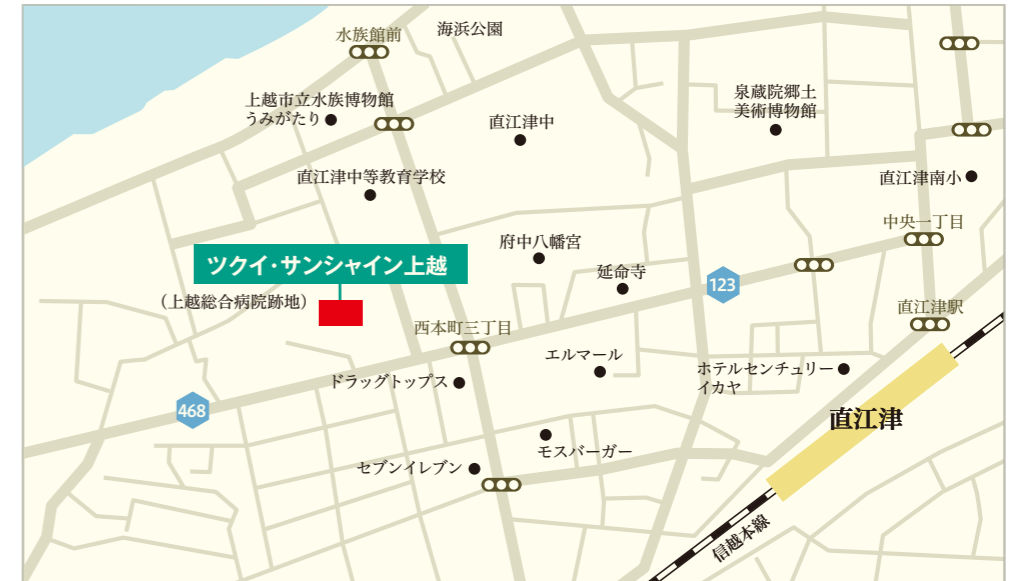 水族館前
海浜公園
上越市立水族博物館
うみがたり
直江津中
泉蔵院郷土
美術博物館
直江津中等教育学校
直江津南小
中央一丁目
府中八幡宮
ツクイ・サンシャイン上越
延命寺
123
（上越総合病院跡地）
直江津駅
西本町三丁目
エルマール
ホテルセンチュリー
イカヤ
ドラッグトップス
468
直江津
モスバーガー
セブンイレブン
信越本線